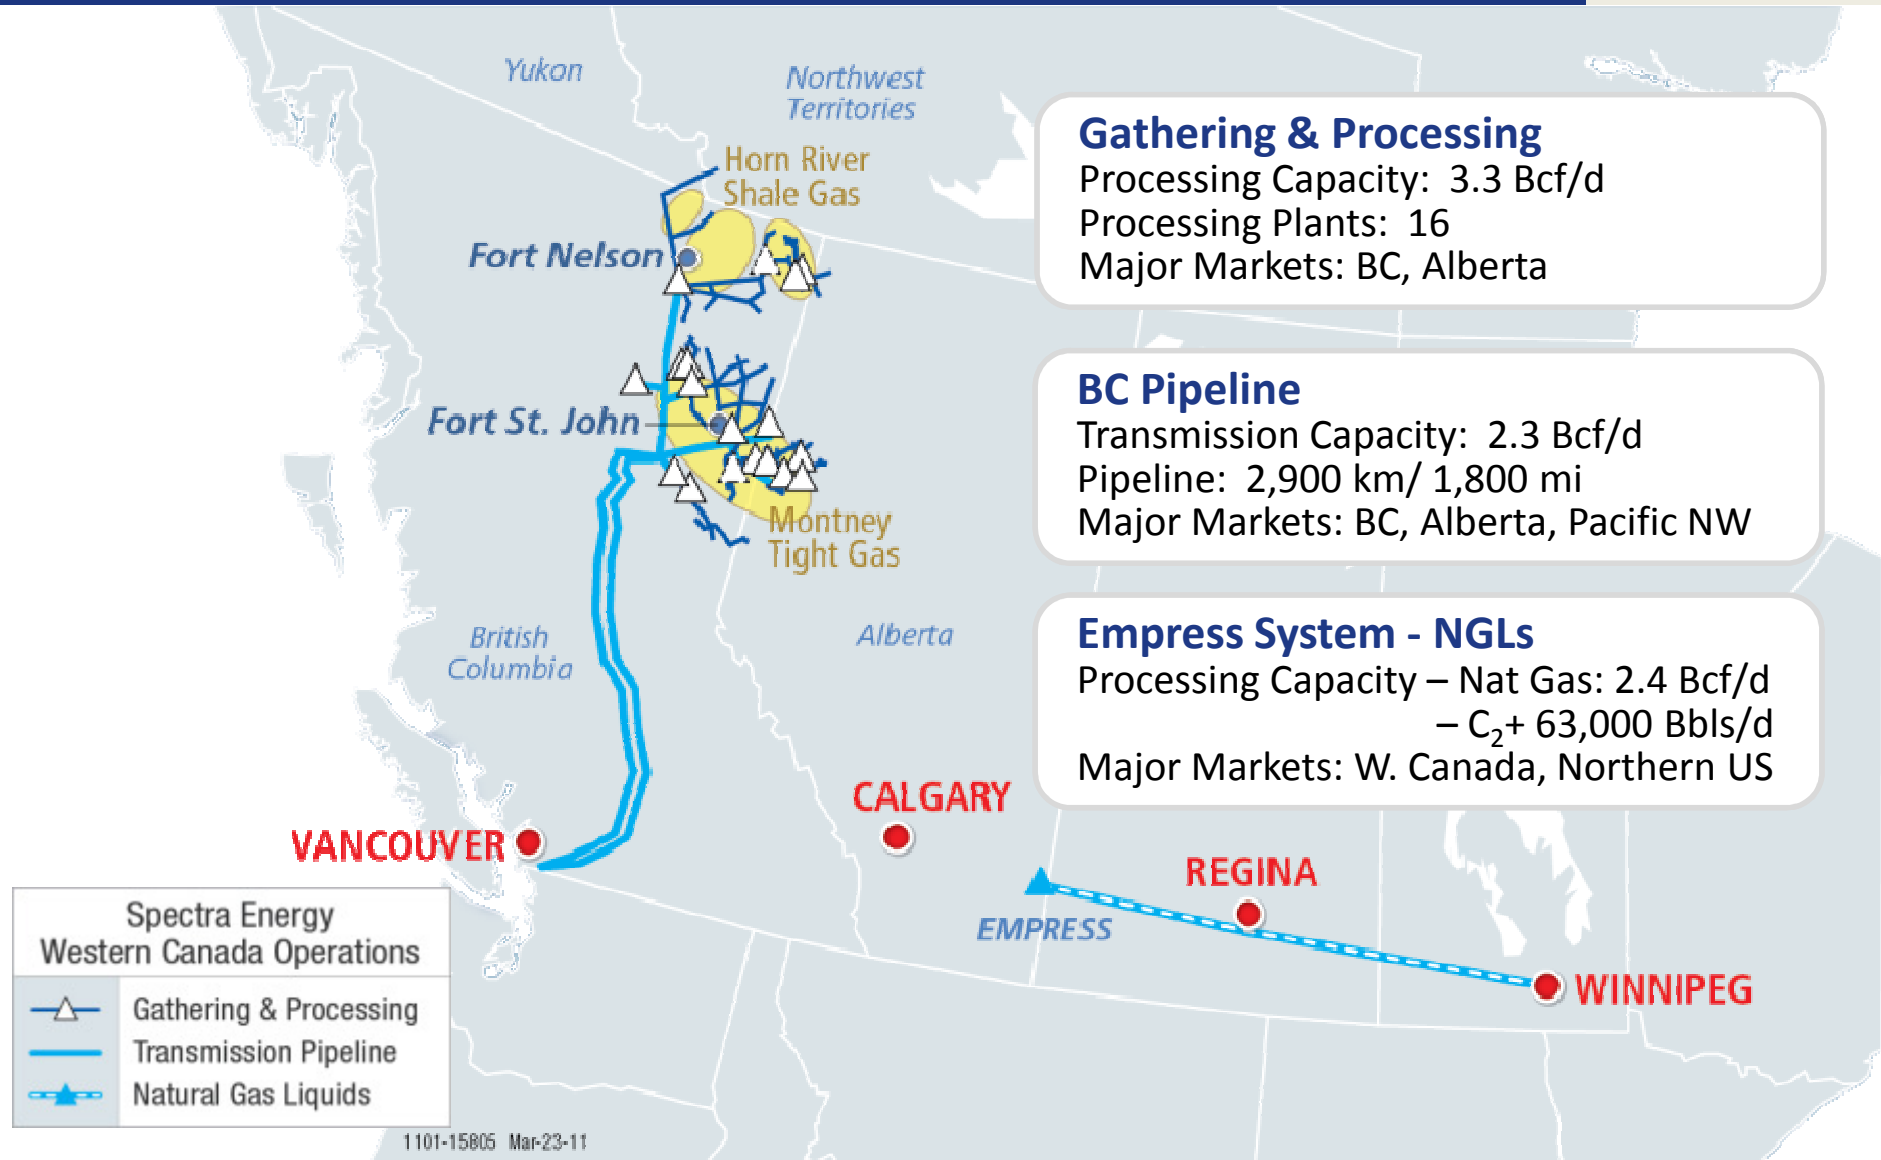 Yukon
Northwest
Territories
Horn River
Shale Gas
Fort Nelson
Fort St. John
Montney
Tight Gas
British
Columbia
Alberta
VANCOUVER
CALGARY
REGINA
EMPRESS
WINNIPEG
Gathering & Processing
Processing Capacity: 3.3 Bcf/d
Processing Plants: 16
Major Markets: BC, Alberta
BC Pipeline
Transmission Capacity: 2.3 Bcf/d
Pipeline: 2,900 km/ 1,800 mi
Major Markets: BC, Alberta, Pacific NW
Empress System - NGLs
Processing Capacity – Nat Gas: 2.4 Bcf/d
– C₂+ 63,000 Bbls/d
Major Markets: W. Canada, Northern US
Spectra Energy
Western Canada Operations
Gathering & Processing
Transmission Pipeline
Natural Gas Liquids
1101-15805 Mar-23-11